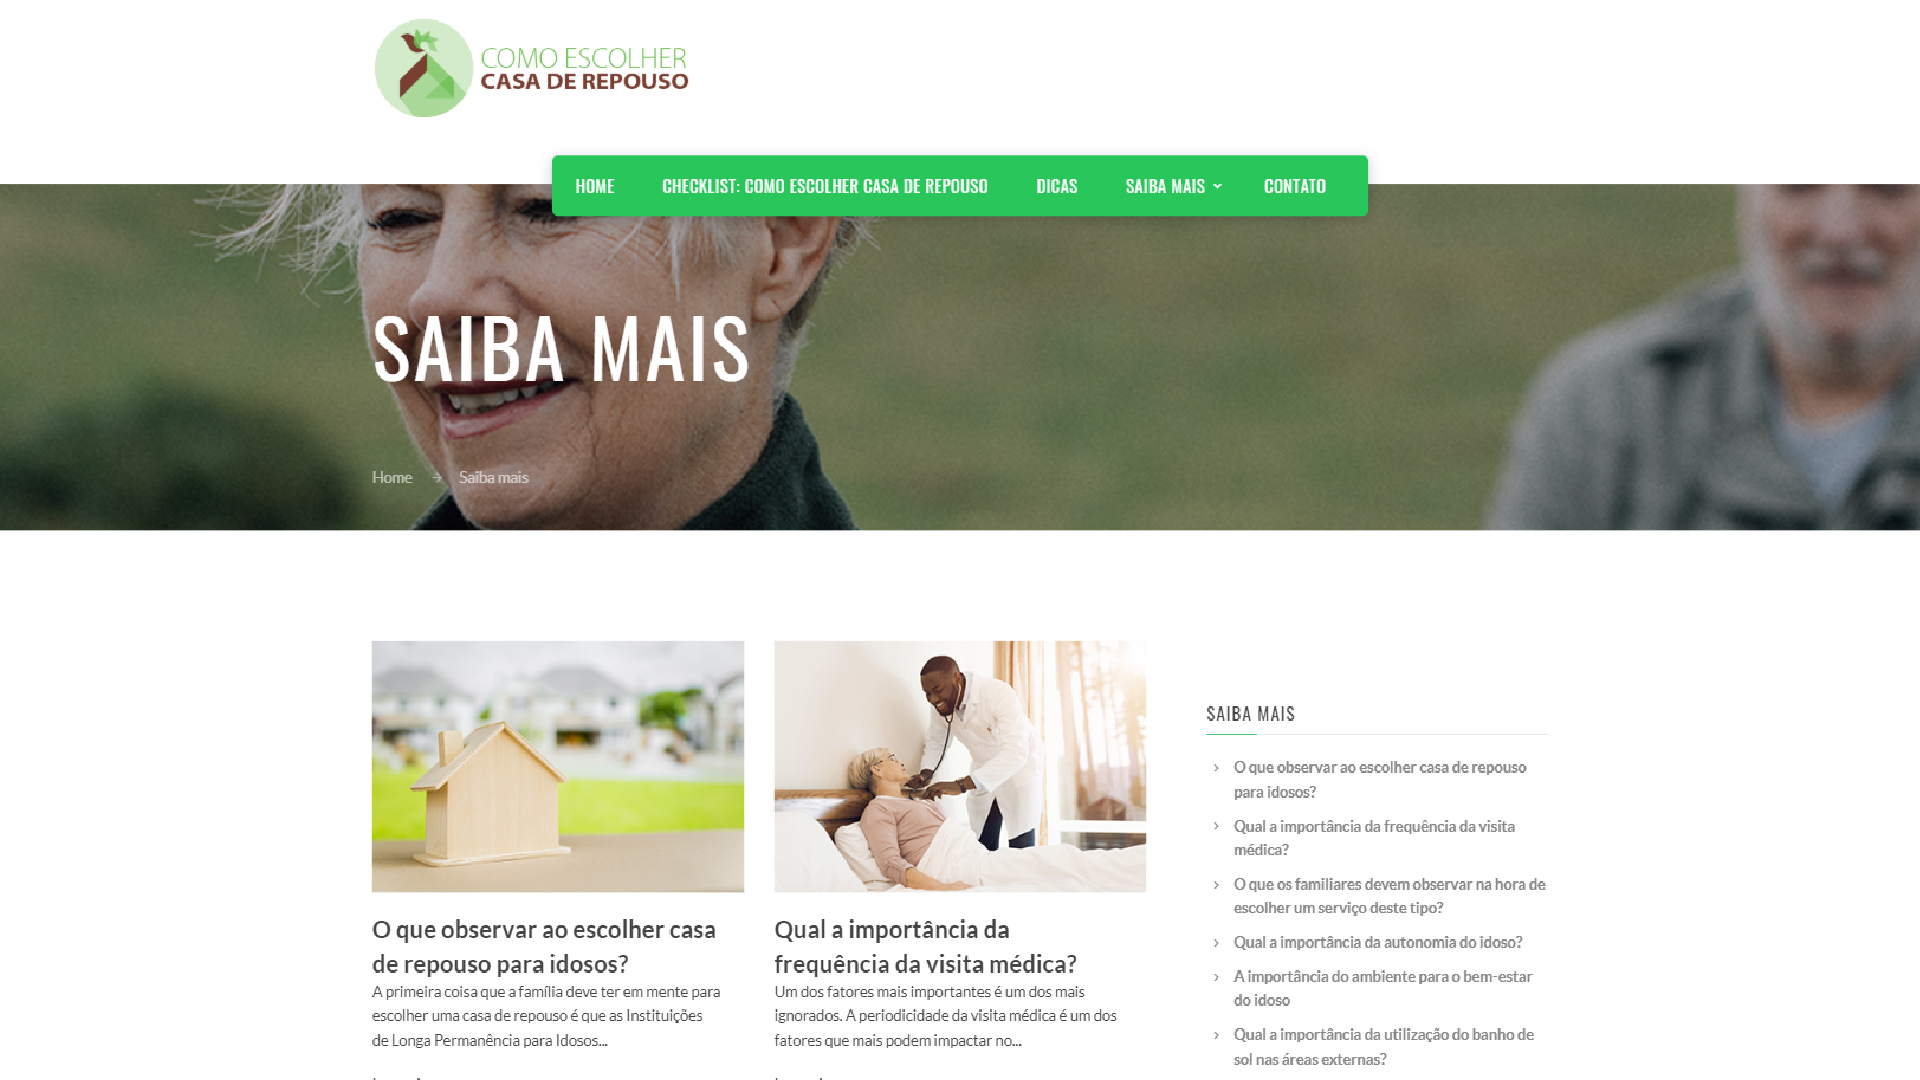 COMO ESCOLHER
CASA DE REPOUSO
HOME
CHECKLIST: COMO ESCOLHER CASA DE REPOUSO
DICAS
SAIBA MAIS
CONTATO
SAIBA MAIS
Home
Saiba mais
O que observar ao escolher casa
de repouso para idosos?
A primeira coisa que a família deve ter em mente para
escolher uma casa de repouso é que as Instituições
de Longa Permanência para Idosos...
Qual a importância da
frequência da visita médica?
Um dos fatores mais importantes é um dos mais
ignorados. A periodicidade da visita médica é um dos
fatores que mais podem impactar no...
SAIBA MAIS
O que observar ao escolher casa de repouso
para idosos?
Qual a importância da frequência da visita
médica?
O que os familiares devem observar na hora de
escolher um serviço deste tipo?
Qual a importância da autonomia do idoso?
A importância do ambiente para o bem-estar
do idoso
Qual a importância da utilização do banho de
sol nas áreas externas?